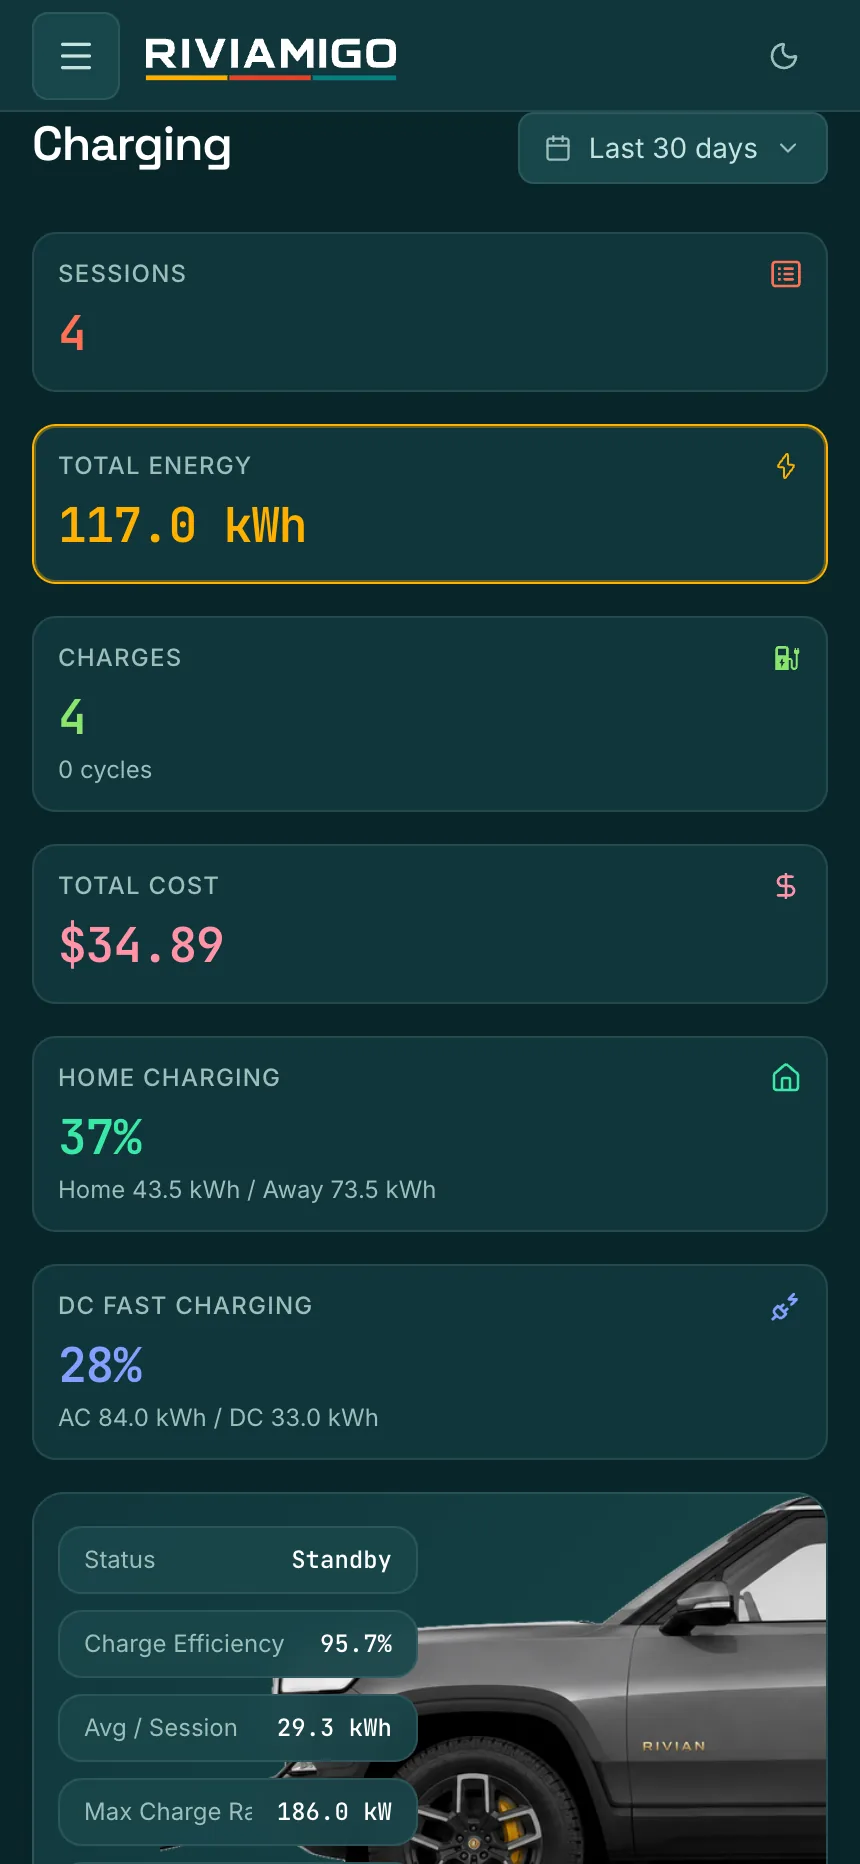 RIVIAMIGO
Charging
Last 30 days
SESSIONS
4
TOTAL ENERGY
117.0 kWh
CHARGES
4
0 cycles
TOTAL COST
$34.89
HOME CHARGING
37%
Home 43.5 kWh / Away 73.5 kWh
DC FAST CHARGING
28%
AC 84.0 kWh / DC 33.0 kWh
Status Standby
Charge Efficiency 95.7%
Avg / Session 29.3 kWh
RIVIAN
Max Charge Ra 186.0 kW